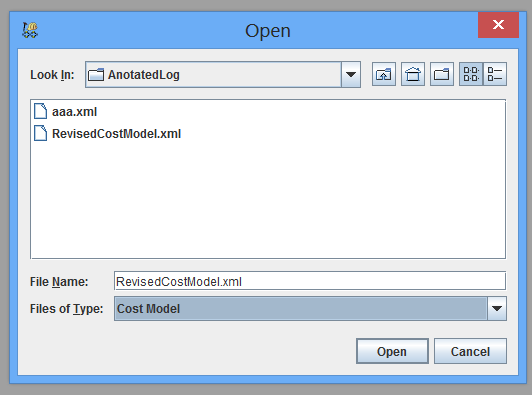 Open
Look In: AnotatedLog
aaa.xml
RevisedCostModel.xml
File Name: RevisedCostModel.xml
Files of Type: Cost Model
Open Cancel